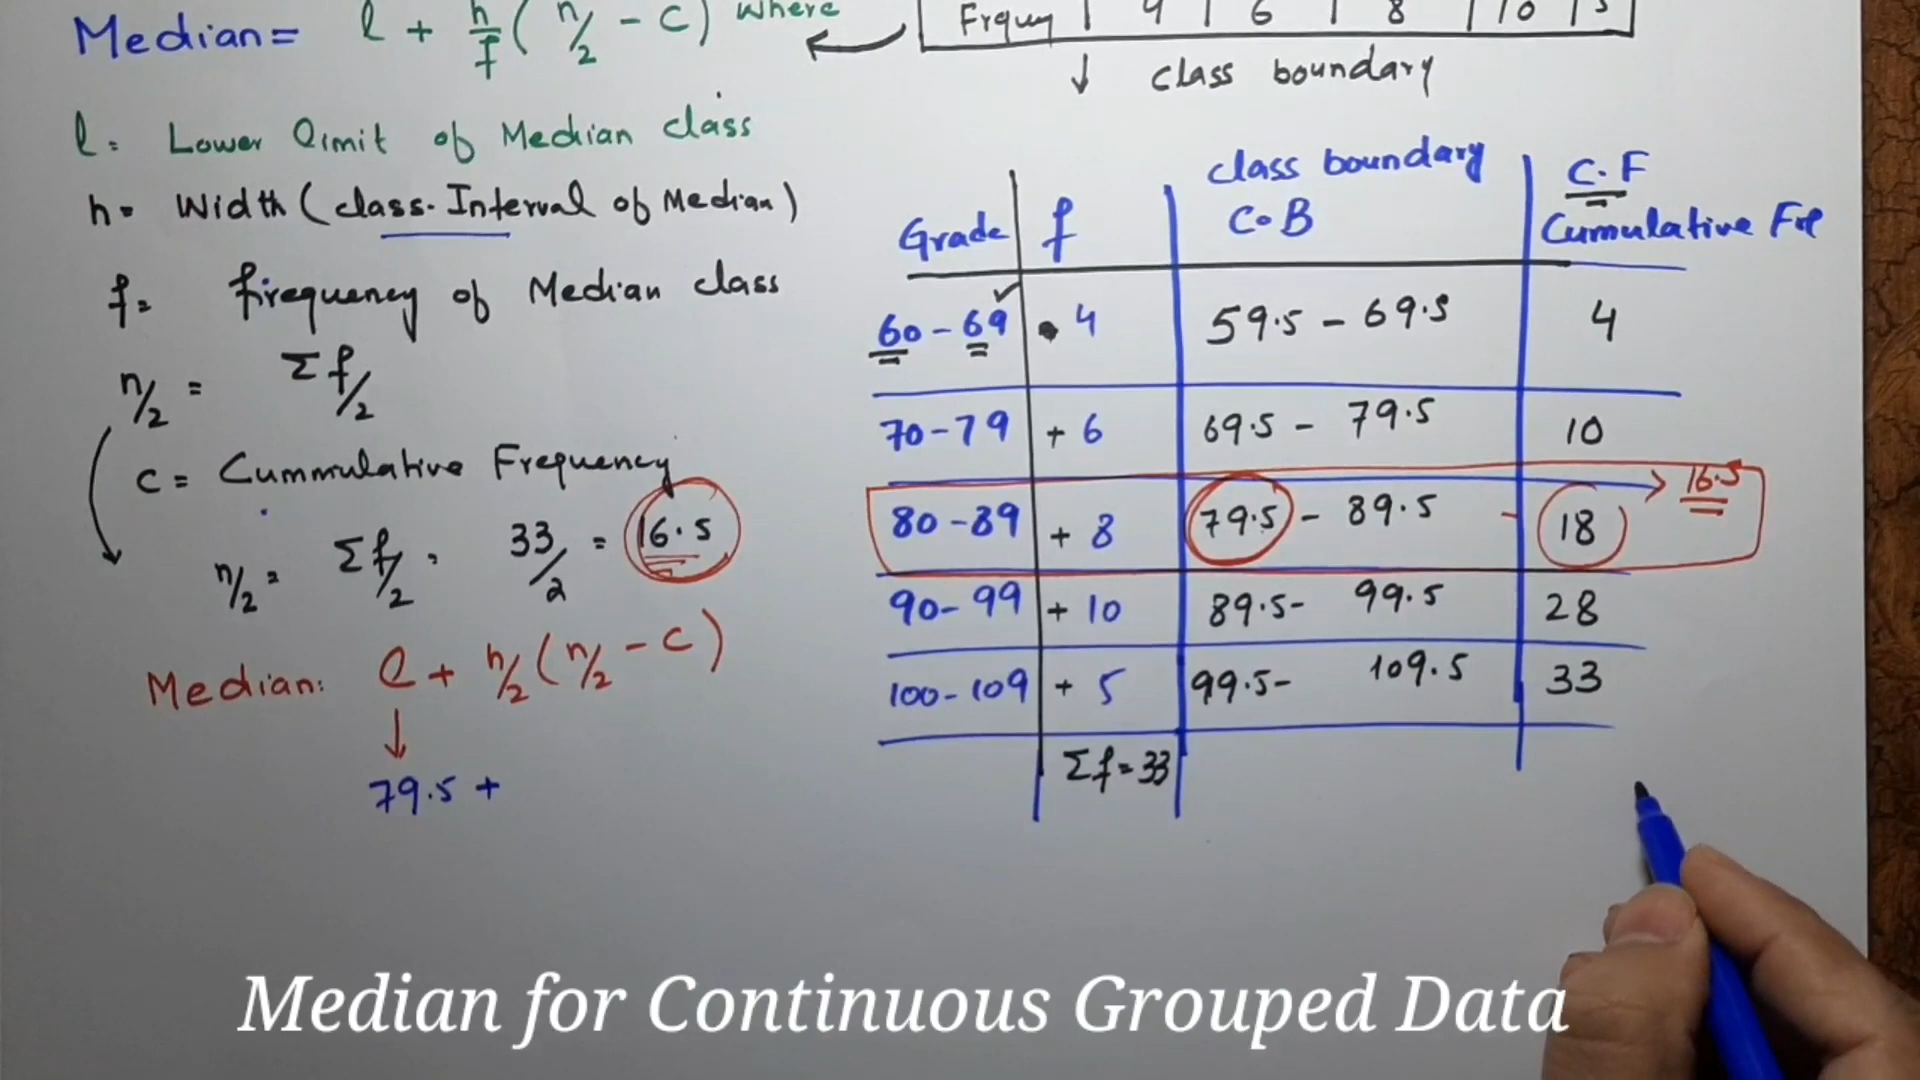 Median = l + h/f ( n/2 - c) where
Frquy | 4 | 6 | 8 | 10 | 5
↓ class boundary
l = Lower limit of Median class
h = Width (class-Interval of Median)
f = firequency of Median class
n/2 = Σf/2
c = Cummulative Frequency
n/2 = Σf/2 = 33/2 = 16.5
Median: l + h/2 ( n/2 - c )
↓
79.5 +
Grade f class boundary C.B C.F Cumulative Fre
60-69 4 59.5 - 69.5 4
70-79 + 6 69.5 - 79.5 10
80-89 + 8 79.5 - 89.5 - 18 → 16.5
90-99 + 10 89.5- 99.5 28
100-109 + 5 99.5- 109.5 33
Σf = 33
Median for Continuous Grouped Data